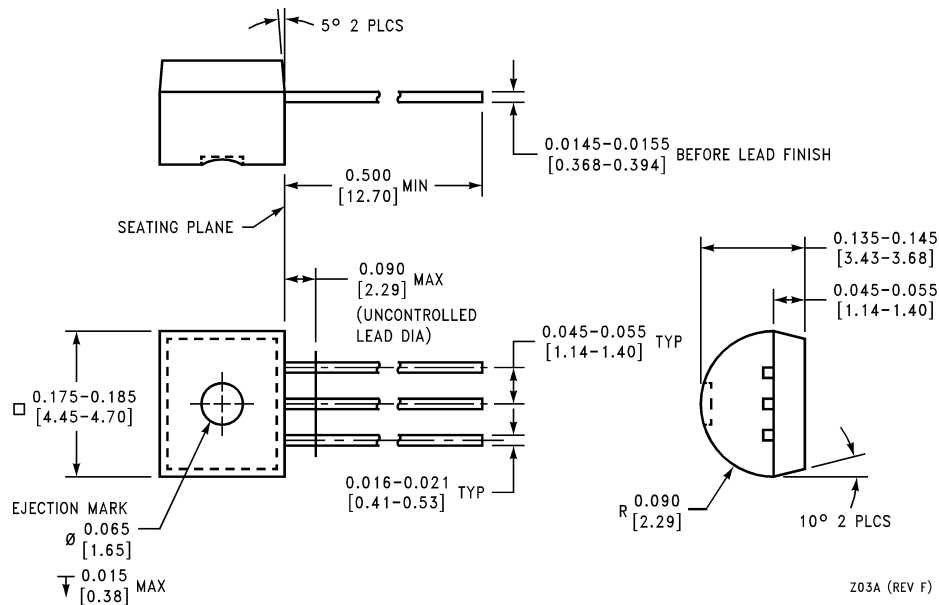 5° 2 PLCS
0.0145-0.0155
[0.368-0.394]
BEFORE LEAD FINISH
0.500
[12.70]
MIN
SEATING PLANE
0.090
[2.29]
MAX
(UNCONTROLLED
LEAD DIA)
0.135-0.145
[3.43-3.68]
0.045-0.055
[1.14-1.40]
0.045-0.055
[1.14-1.40]
TYP
0.175-0.185
[4.45-4.70]
0.016-0.021
[0.41-0.53]
TYP
EJECTION MARK
Ø 0.065
[1.65]
0.015
[0.38]
MAX
R 0.090
[2.29]
10° 2 PLCS
Z03A (REV F)